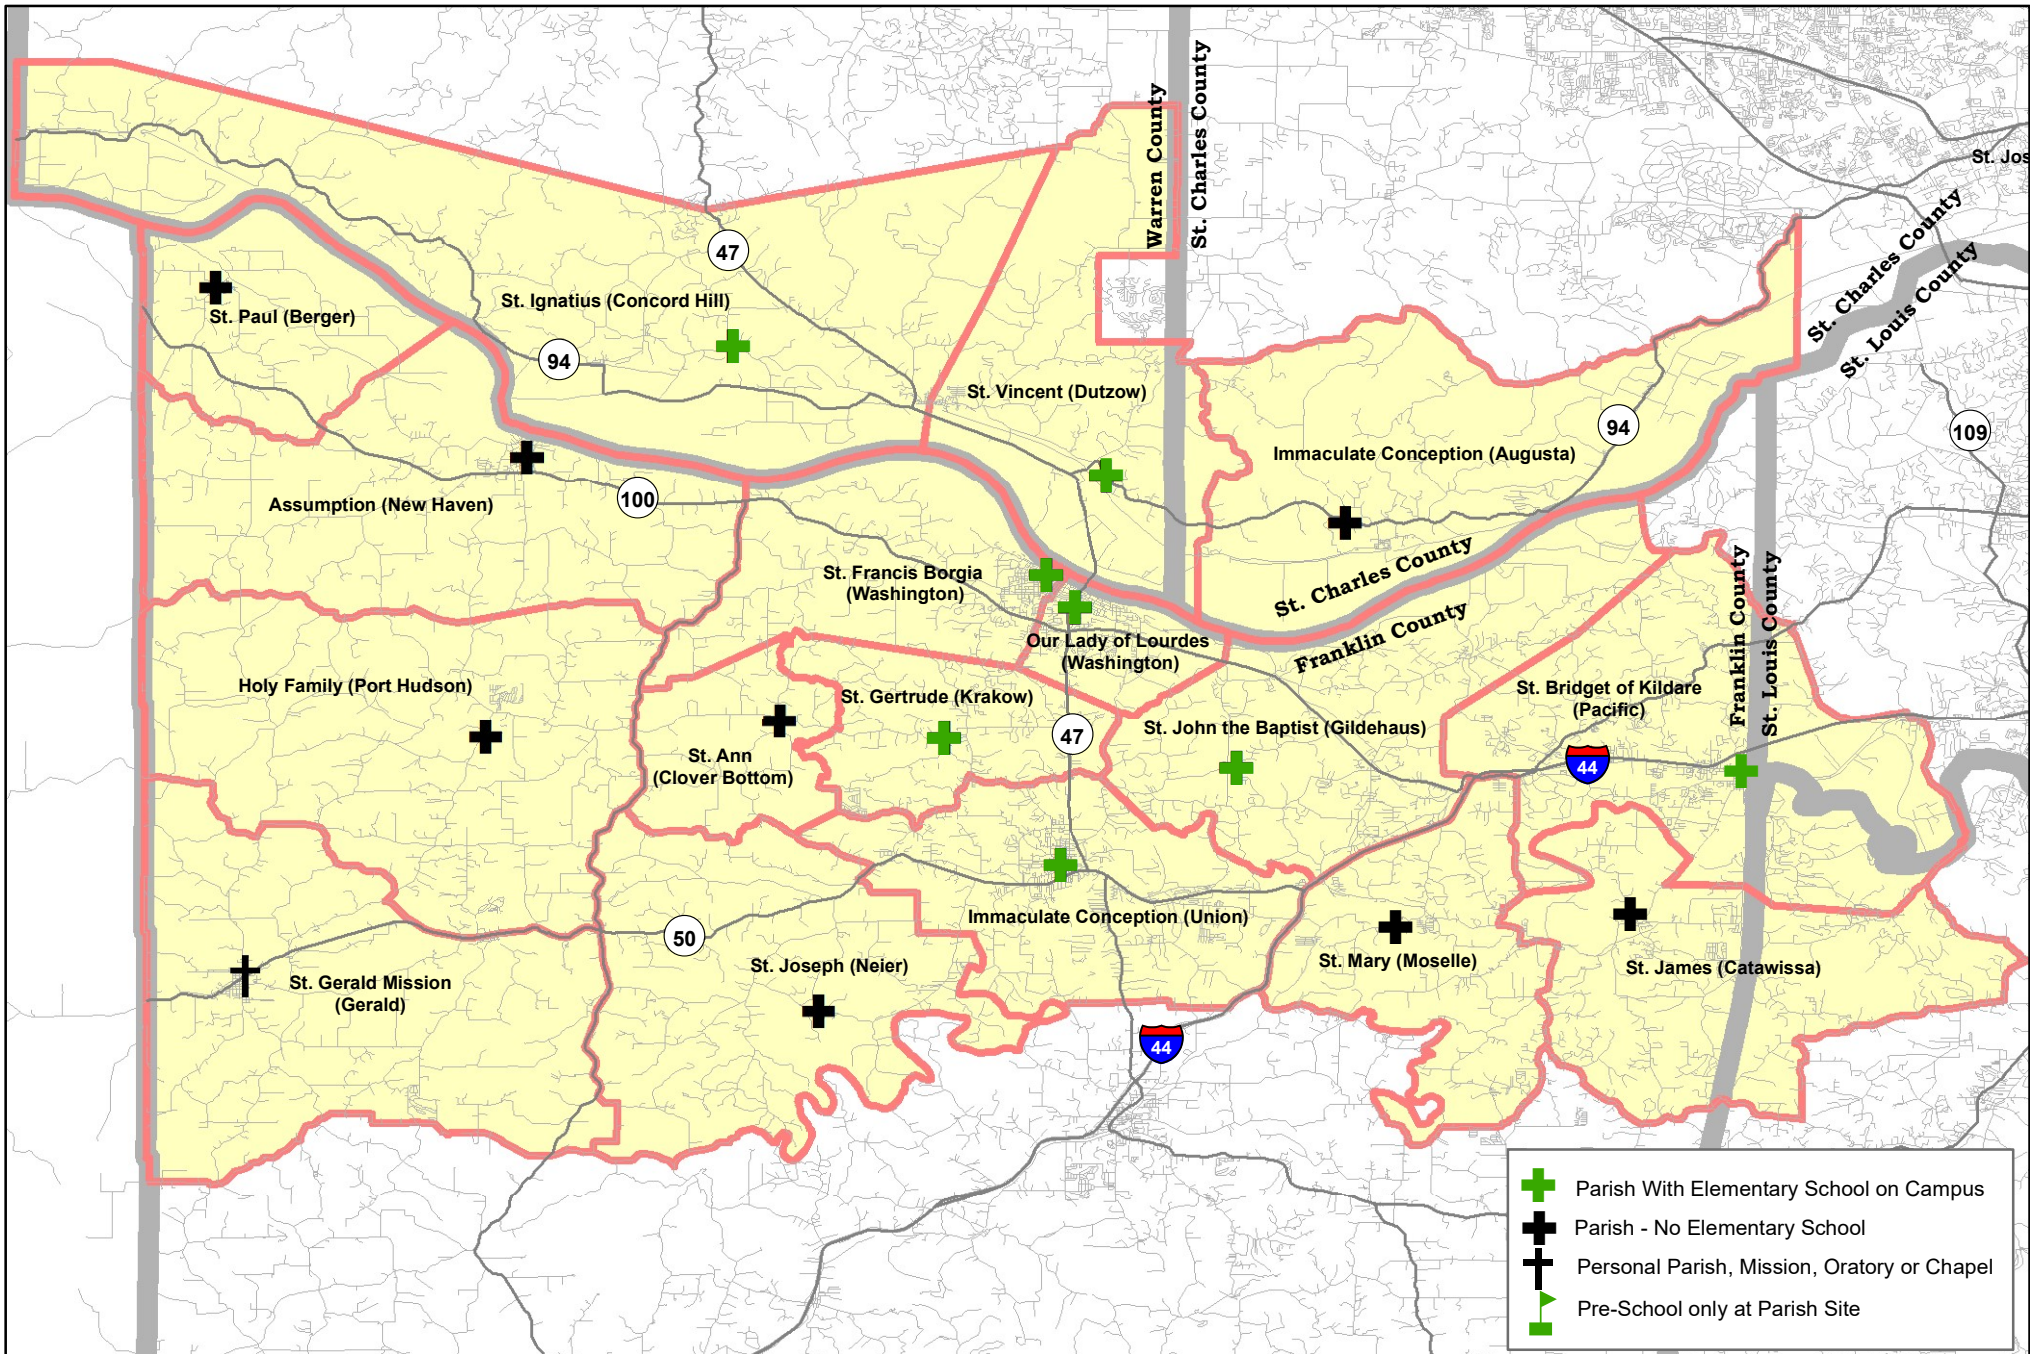 Warren County
St. Charles County
St. Jos
47
St. Charles County
St. Louis County
St. Paul (Berger)
St. Ignatius (Concord Hill)
94
St. Vincent (Dutzow)
94
109
Immaculate Conception (Augusta)
Assumption (New Haven)
100
St. Francis Borgia
(Washington)
St. Charles County
Franklin County
Our Lady of Lourdes
(Washington)
Franklin County
St. Louis County
Holy Family (Port Hudson)
St. Gertrude (Krakow)
St. Bridget of Kildare
(Pacific)
47
St. John the Baptist (Gildehaus)
St. Ann
(Clover Bottom)
44
Immaculate Conception (Union)
50
St. Joseph (Neier)
St. Mary (Moselle)
St. James (Catawissa)
St. Gerald Mission
(Gerald)
44
Parish With Elementary School on Campus
Parish - No Elementary School
Personal Parish, Mission, Oratory or Chapel
Pre-School only at Parish Site